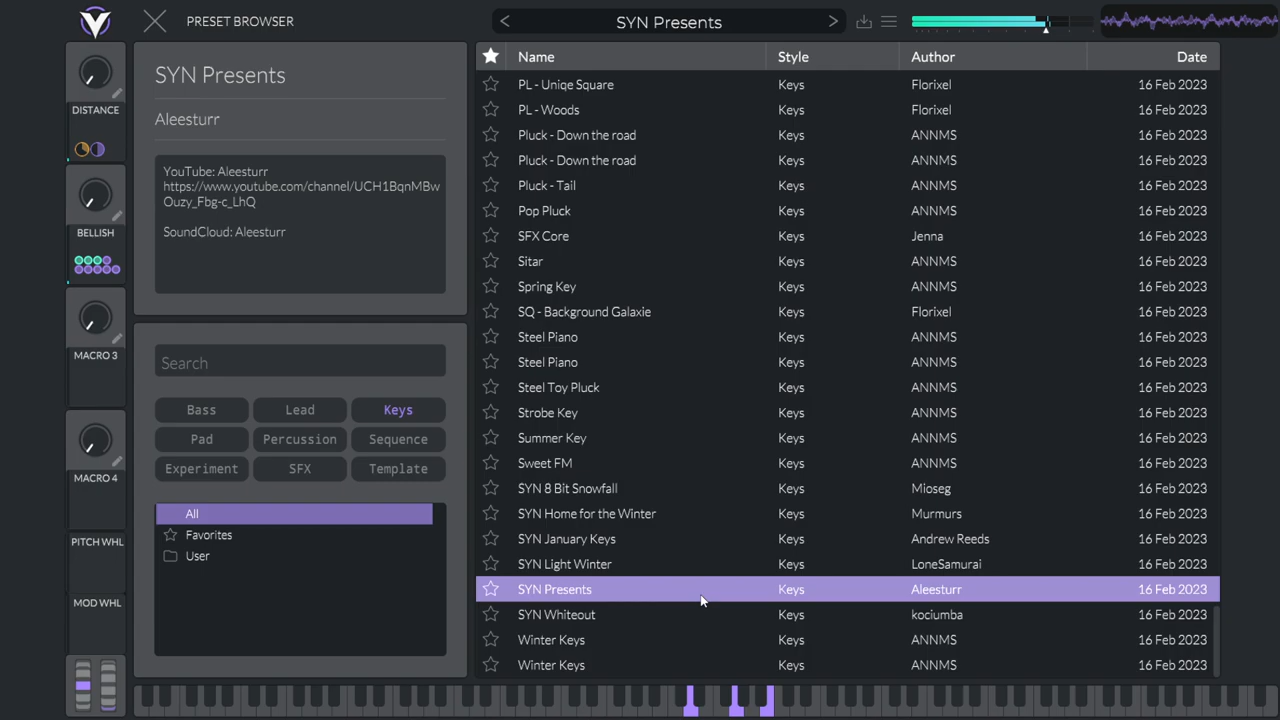 PRESET BROWSER
SYN Presents
DISTANCE
BELLISH
MACRO 3
MACRO 4
PITCH WHL
MOD WHL
SYN Presents
Aleesturr
YouTube: Aleesturr
https://www.youtube.com/channel/UCH1BqnMBw
Ouzy_Fbg-c_LhQ
SoundCloud: Aleesturr
Search
Bass Lead Keys
Pad Percussion Sequence
Experiment SFX Template
All
Favorites
User
Name Style Author Date
PL - Uniqe Square Keys Florixel 16 Feb 2023
PL - Woods Keys Florixel 16 Feb 2023
Pluck - Down the road Keys ANNMS 16 Feb 2023
Pluck - Down the road Keys ANNMS 16 Feb 2023
Pluck - Tail Keys ANNMS 16 Feb 2023
Pop Pluck Keys ANNMS 16 Feb 2023
SFX Core Keys Jenna 16 Feb 2023
Sitar Keys ANNMS 16 Feb 2023
Spring Key Keys ANNMS 16 Feb 2023
SQ - Background Galaxie Keys Florixel 16 Feb 2023
Steel Piano Keys ANNMS 16 Feb 2023
Steel Piano Keys ANNMS 16 Feb 2023
Steel Toy Pluck Keys ANNMS 16 Feb 2023
Strobe Key Keys ANNMS 16 Feb 2023
Summer Key Keys ANNMS 16 Feb 2023
Sweet FM Keys ANNMS 16 Feb 2023
SYN 8 Bit Snowfall Keys Mioseg 16 Feb 2023
SYN Home for the Winter Keys Murmurs 16 Feb 2023
SYN January Keys Keys Andrew Reeds 16 Feb 2023
SYN Light Winter Keys LoneSamurai 16 Feb 2023
SYN Presents Keys Aleesturr 16 Feb 2023
SYN Whiteout Keys kociumba 16 Feb 2023
Winter Keys Keys ANNMS 16 Feb 2023
Winter Keys Keys ANNMS 16 Feb 2023